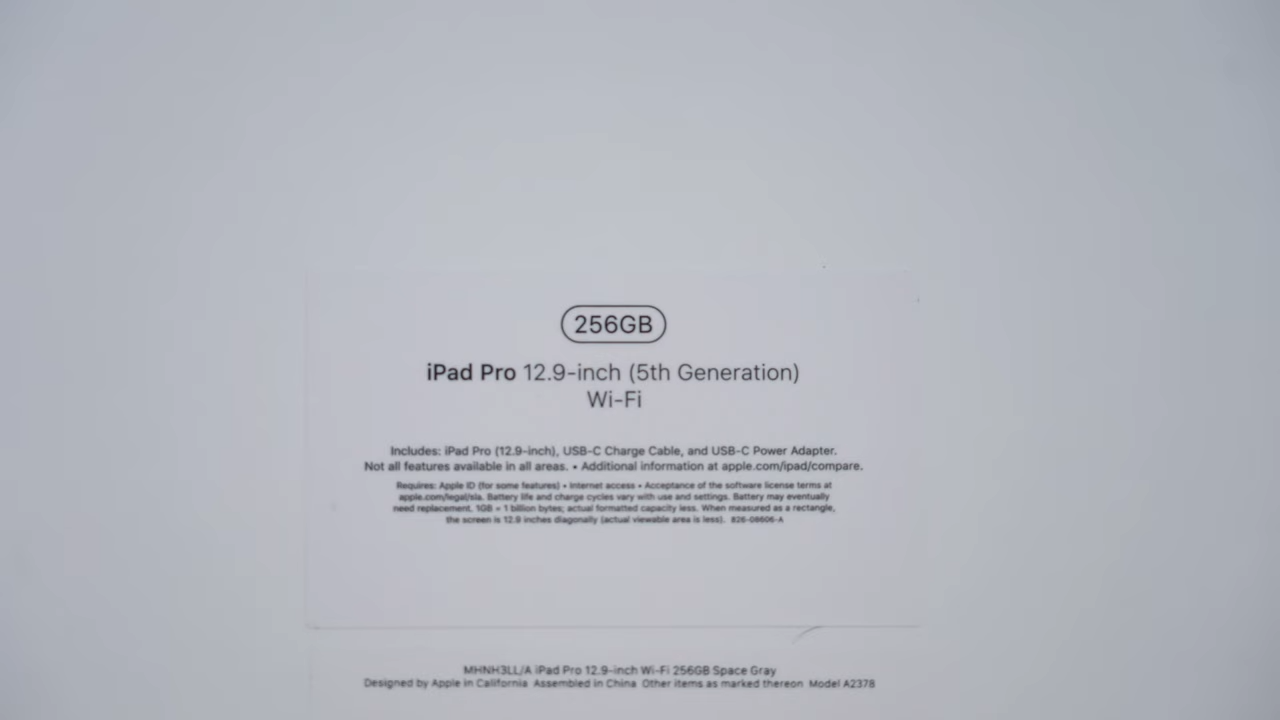 256GB
iPad Pro 12.9-inch (5th Generation)
Wi-Fi
Includes: iPad Pro (12.9-inch), USB-C Charge Cable, and USB-C Power Adapter.
Not all features available in all areas. • Additional information at apple.com/ipad/compare.
Requires: Apple ID (for some features) • Internet access • Acceptance of the software license terms at
apple.com/legal/sla. Battery life and charge cycles vary with use and settings. Battery may eventually
need replacement. 1GB = 1 billion bytes; actual formatted capacity less. When measured as a rectangle,
the screen is 12.9 inches diagonally (actual viewable area is less). 826-08606-A
MHNH3LL/A iPad Pro 12.9-inch Wi-Fi 256GB Space Gray
Designed by Apple in California Assembled in China Other items as marked thereon Model A2378